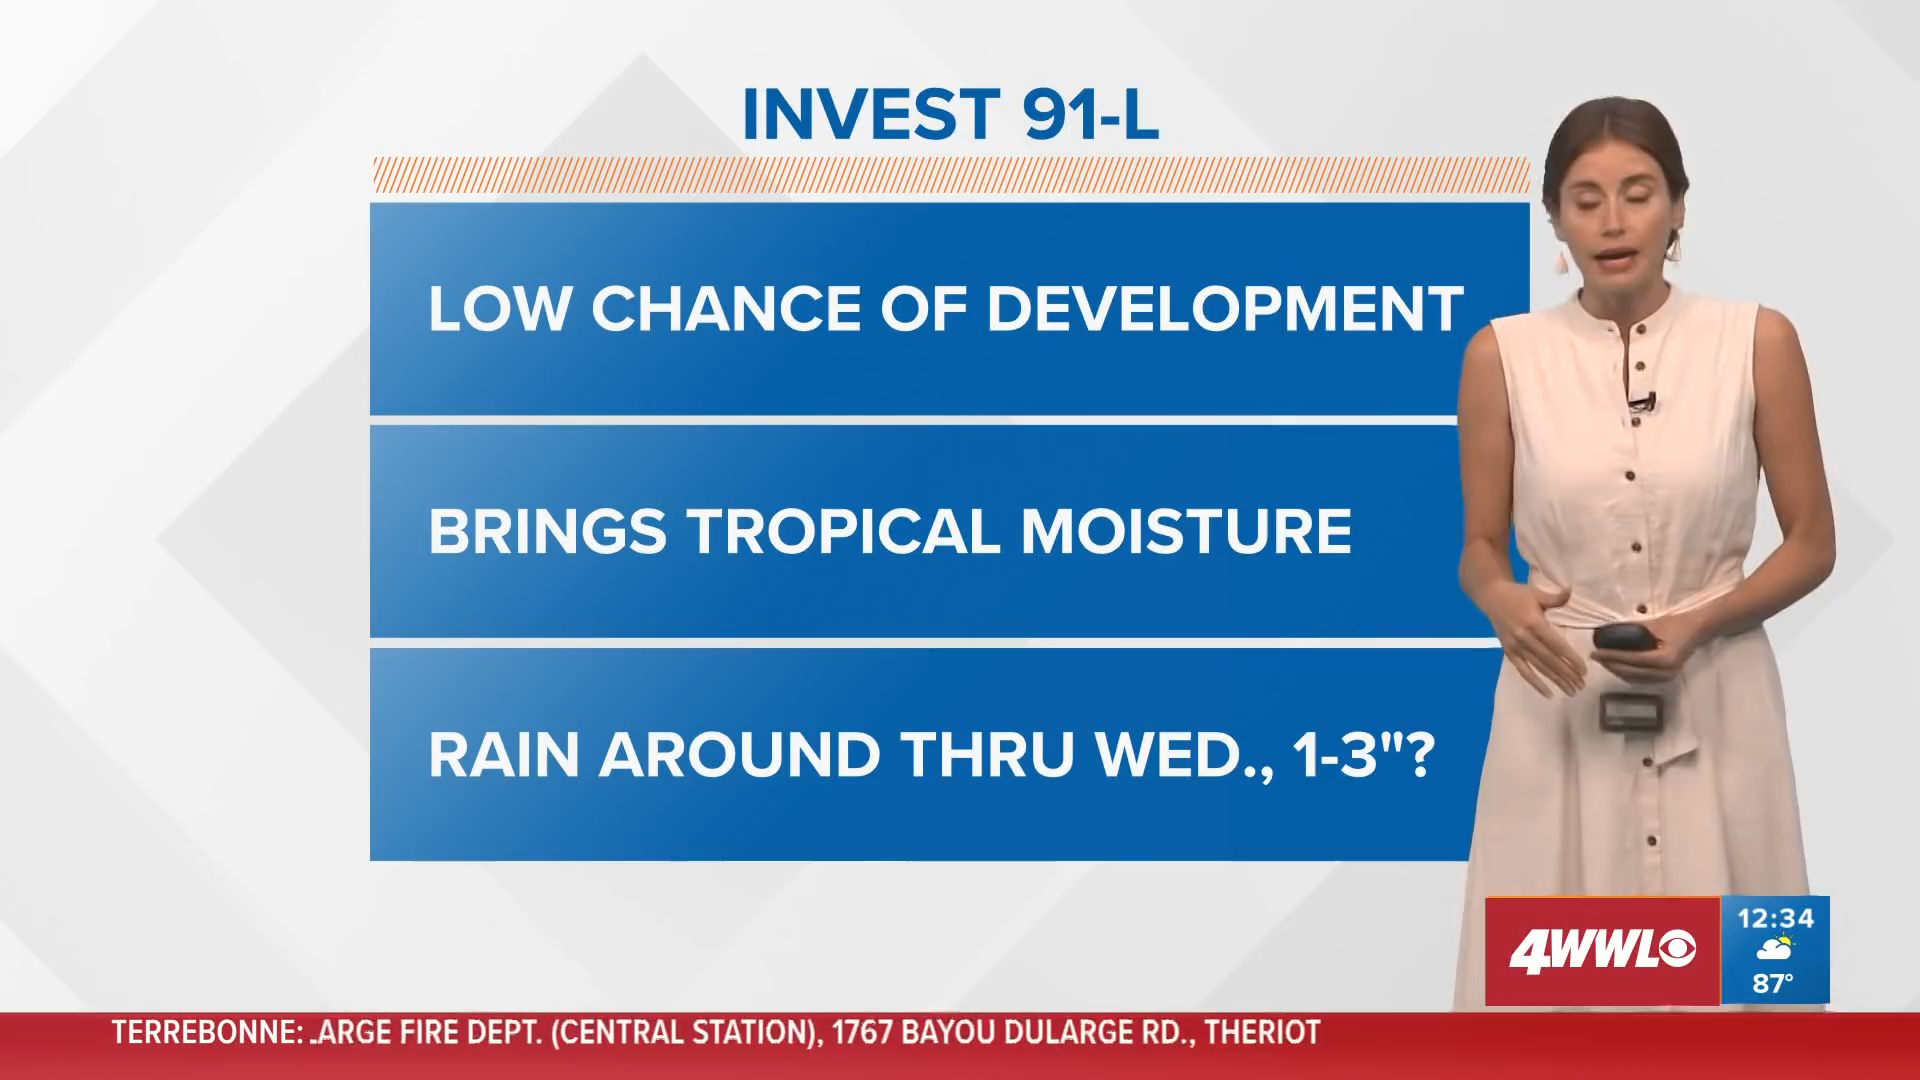 INVEST 91-L
LOW CHANCE OF DEVELOPMENT
BRINGS TROPICAL MOISTURE
RAIN AROUND THRU WED., 1-3"?
4WWL
12:34
87°
TERREBONNE: ARGE FIRE DEPT. (CENTRAL STATION), 1767 BAYOU DULARGE RD., THERIOT